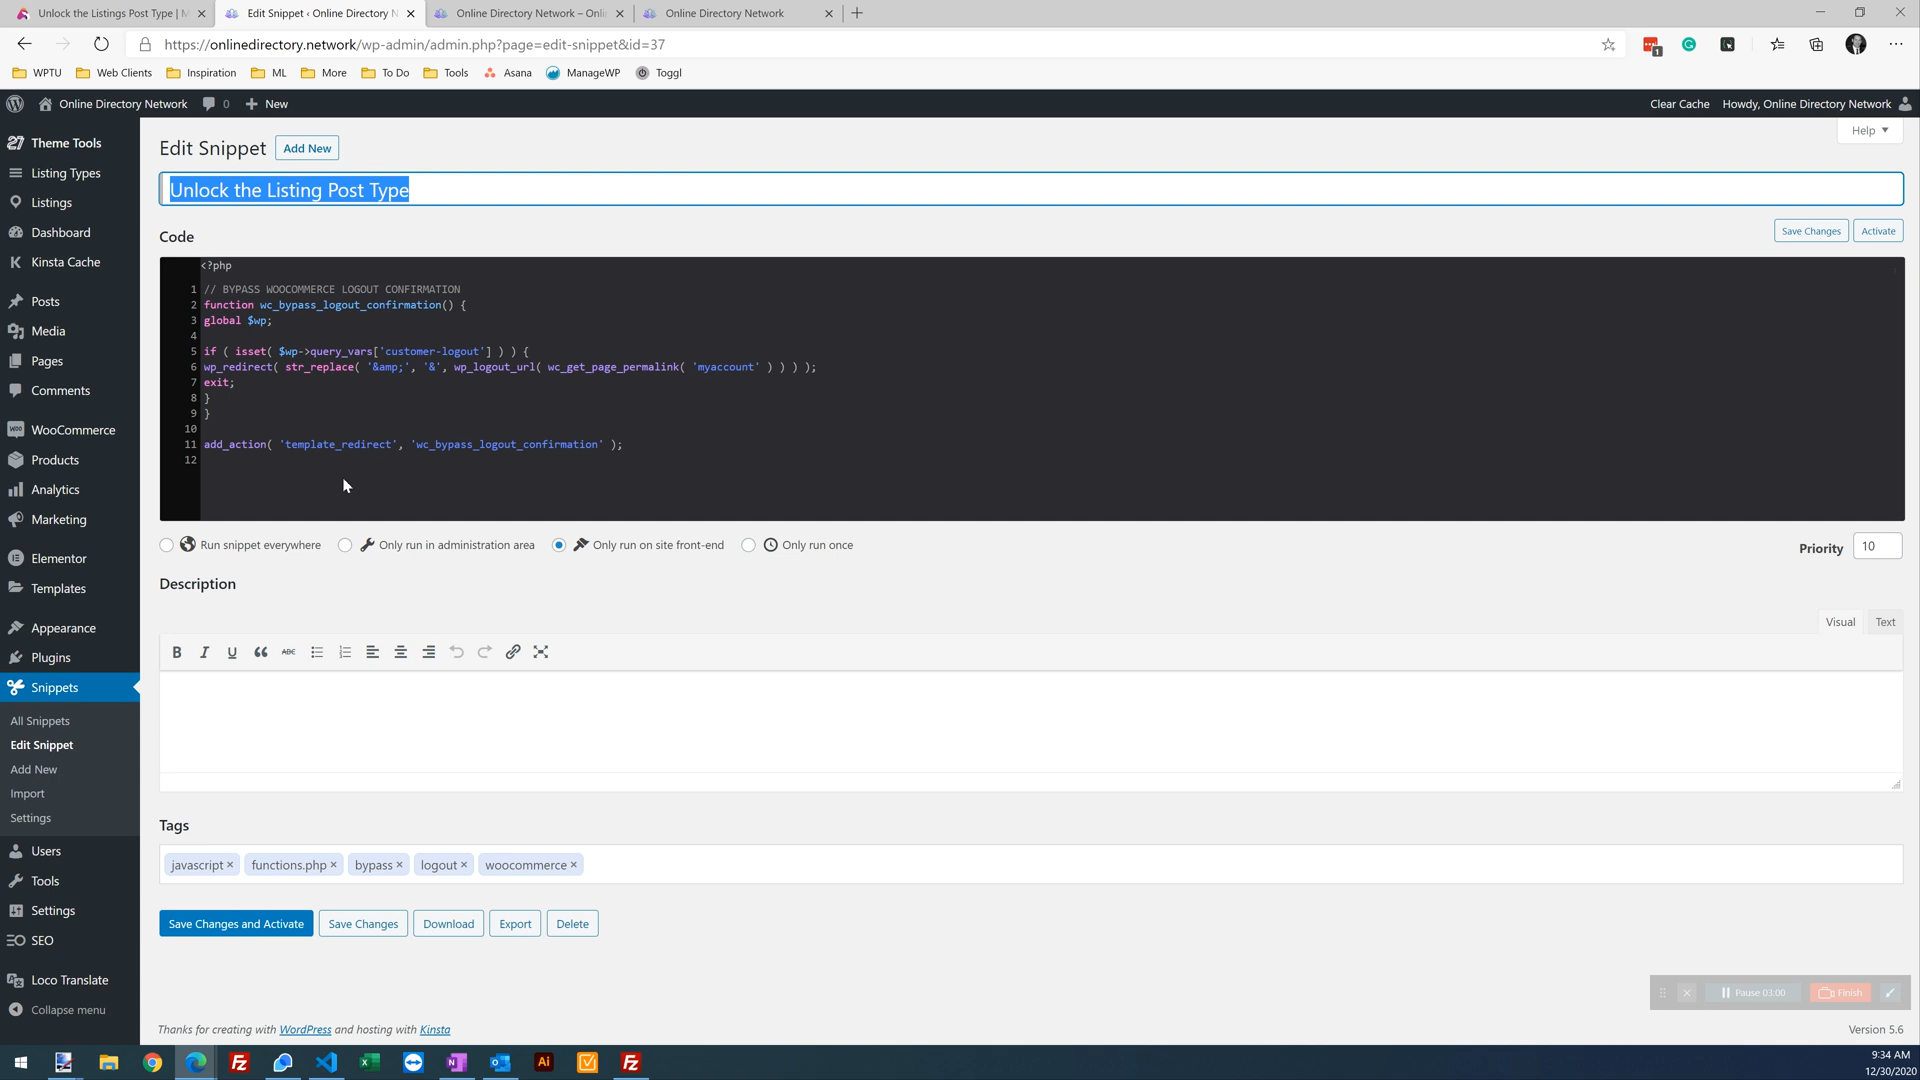 Unlock the Listings Post Type | M
Edit Snippet ‹ Online Directory N
Online Directory Network – Onli
Online Directory Network
https://onlinedirectory.network/wp-admin/admin.php?page=edit-snippet&id=37
1
WPTU
Web Clients
Inspiration
ML
More
To Do
Tools
Asana
ManageWP
Toggl
Online Directory Network
0
New
Clear Cache
Howdy, Online Directory Network
27 Theme Tools
Listing Types
Listings
Dashboard
K Kinsta Cache
Posts
Media
Pages
Comments
WooCommerce
Products
Analytics
Marketing
Elementor
Templates
Appearance
Plugins
Snippets
All Snippets
Edit Snippet
Add New
Import
Settings
Users
Tools
Settings
SEO
Loco Translate
Collapse menu
Help
Edit Snippet
Add New
Unlock the Listing Post Type
Code
Save Changes
Activate
<?php
1 // BYPASS WOOCOMMERCE LOGOUT CONFIRMATION
2 function wc_bypass_logout_confirmation() {
3 global $wp;
4
5 if ( isset( $wp->query_vars['customer-logout'] ) ) {
6 wp_redirect( str_replace( '&amp;', '&', wp_logout_url( wc_get_page_permalink( 'myaccount' ) ) ) );
7 exit;
8 }
9 }
10
11 add_action( 'template_redirect', 'wc_bypass_logout_confirmation' );
12
Run snippet everywhere
Only run in administration area
Only run on site front-end
Only run once
Priority
10
Description
Visual
Text
B I U ABC
Tags
javascript ×
functions.php ×
bypass ×
logout ×
woocommerce ×
Save Changes and Activate
Save Changes
Download
Export
Delete
Pause 03:00
Finish
Thanks for creating with WordPress and hosting with Kinsta
Version 5.6
Fz
Ai
Fz
9:34 AM
12/30/2020